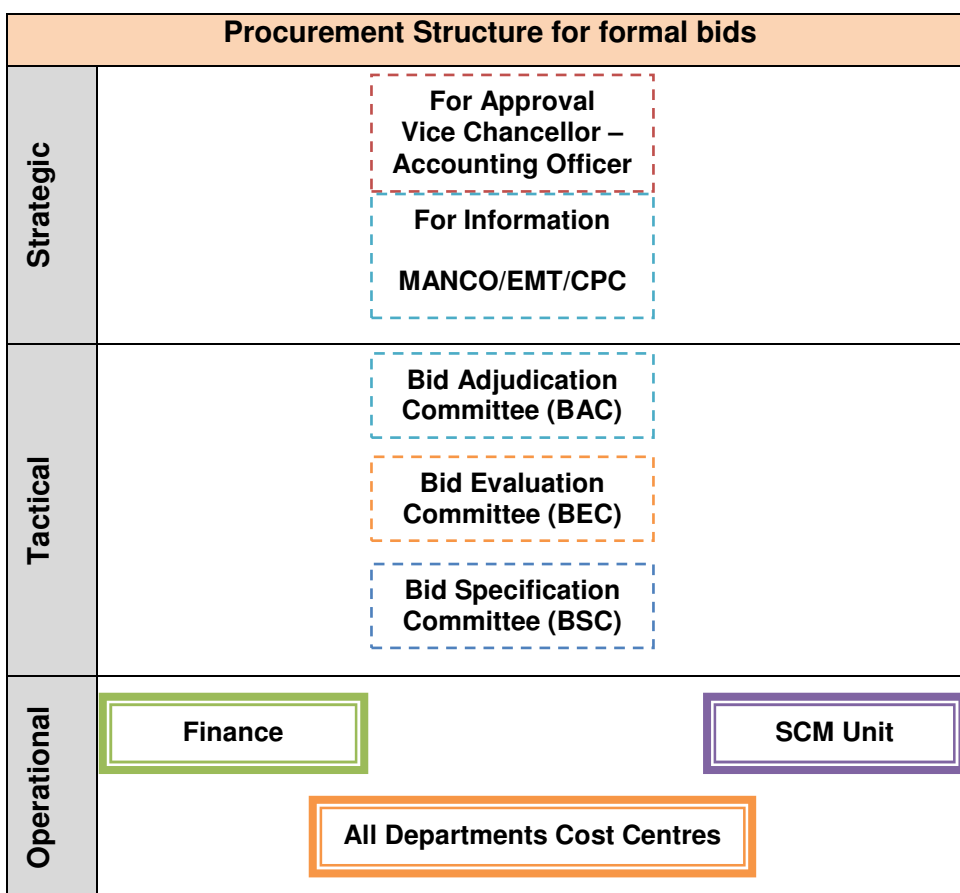 Procurement Structure for formal bids
Strategic
For Approval
Vice Chancellor –
Accounting Officer
For Information
MANCO/EMT/CPC
Tactical
Bid Adjudication
Committee (BAC)
Bid Evaluation
Committee (BEC)
Bid Specification
Committee (BSC)
Operational
Finance
SCM Unit
All Departments Cost Centres